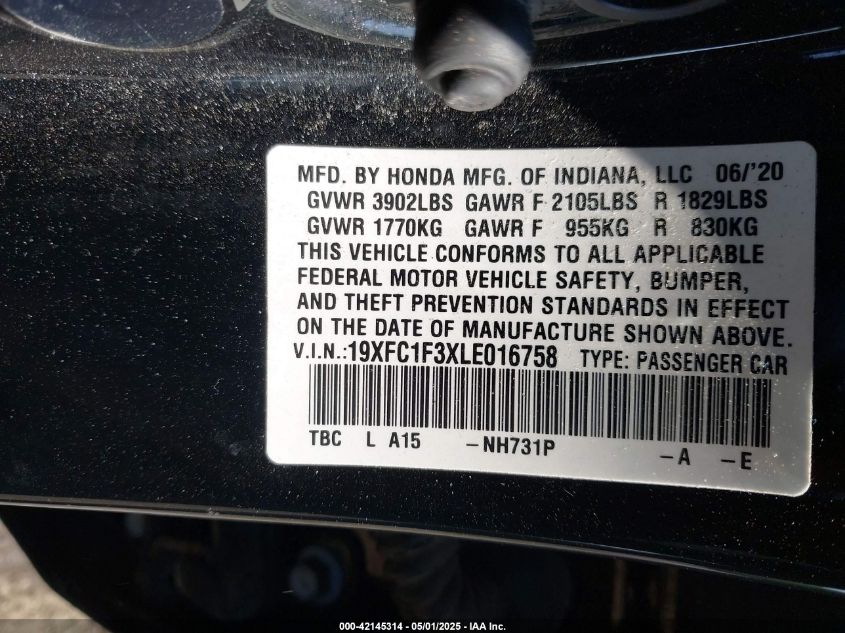 MFD. BY HONDA MFG. OF INDIANA, LLC 06/'20
GVWR 3902LBS GAWR F 2105LBS R 1829LBS
GVWR 1770KG GAWR F 955KG R 830KG
THIS VEHICLE CONFORMS TO ALL APPLICABLE
FEDERAL MOTOR VEHICLE SAFETY, BUMPER,
AND THEFT PREVENTION STANDARDS IN EFFECT
ON THE DATE OF MANUFACTURE SHOWN ABOVE.
V.I.N.:19XFC1F3XLE016758 TYPE: PASSENGER CAR
TBC L A15 -NH731P -A -E
000-42145314 - 05/01/2025 - IAA Inc.